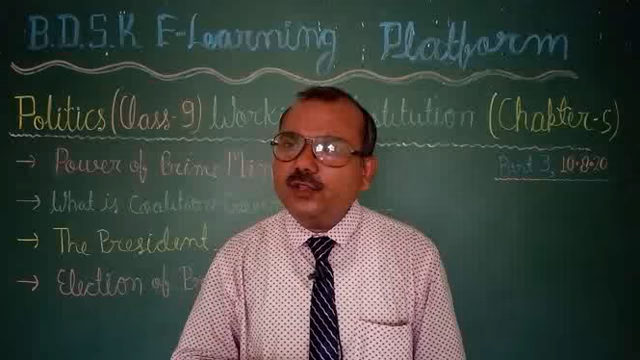 B.D.S.K E-Learning Platform
Politics (Class-9) Work Institution (Chapter-5)
→ Power of Prime Min
Part 3, 10.8.20
→ What is Coalition
→ The President.
→ Election of